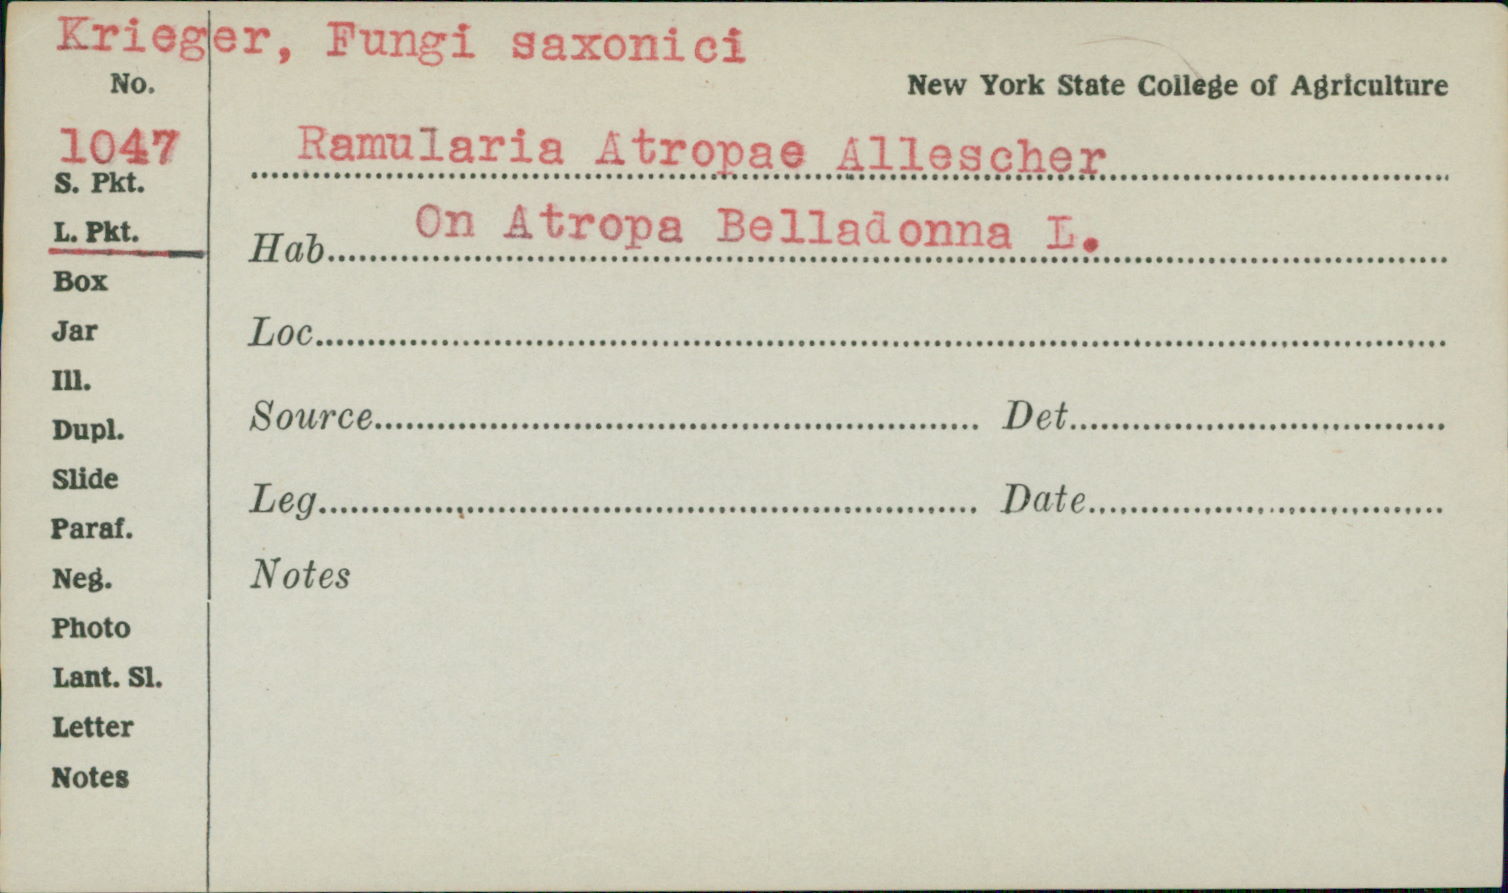 Krieger, Fungi saxonici
No.
New York State College of Agriculture
1047
Ramularia Atropae Allescher
S. Pkt.
On Atropa Belladonna L.
L. Pkt.
Hab
Box
Jar
Loc
Ill.
Dupl.
Source Det
Slide
Leg Date
Paraf.
Neg.
Notes
Photo
Lant. Sl.
Letter
Notes